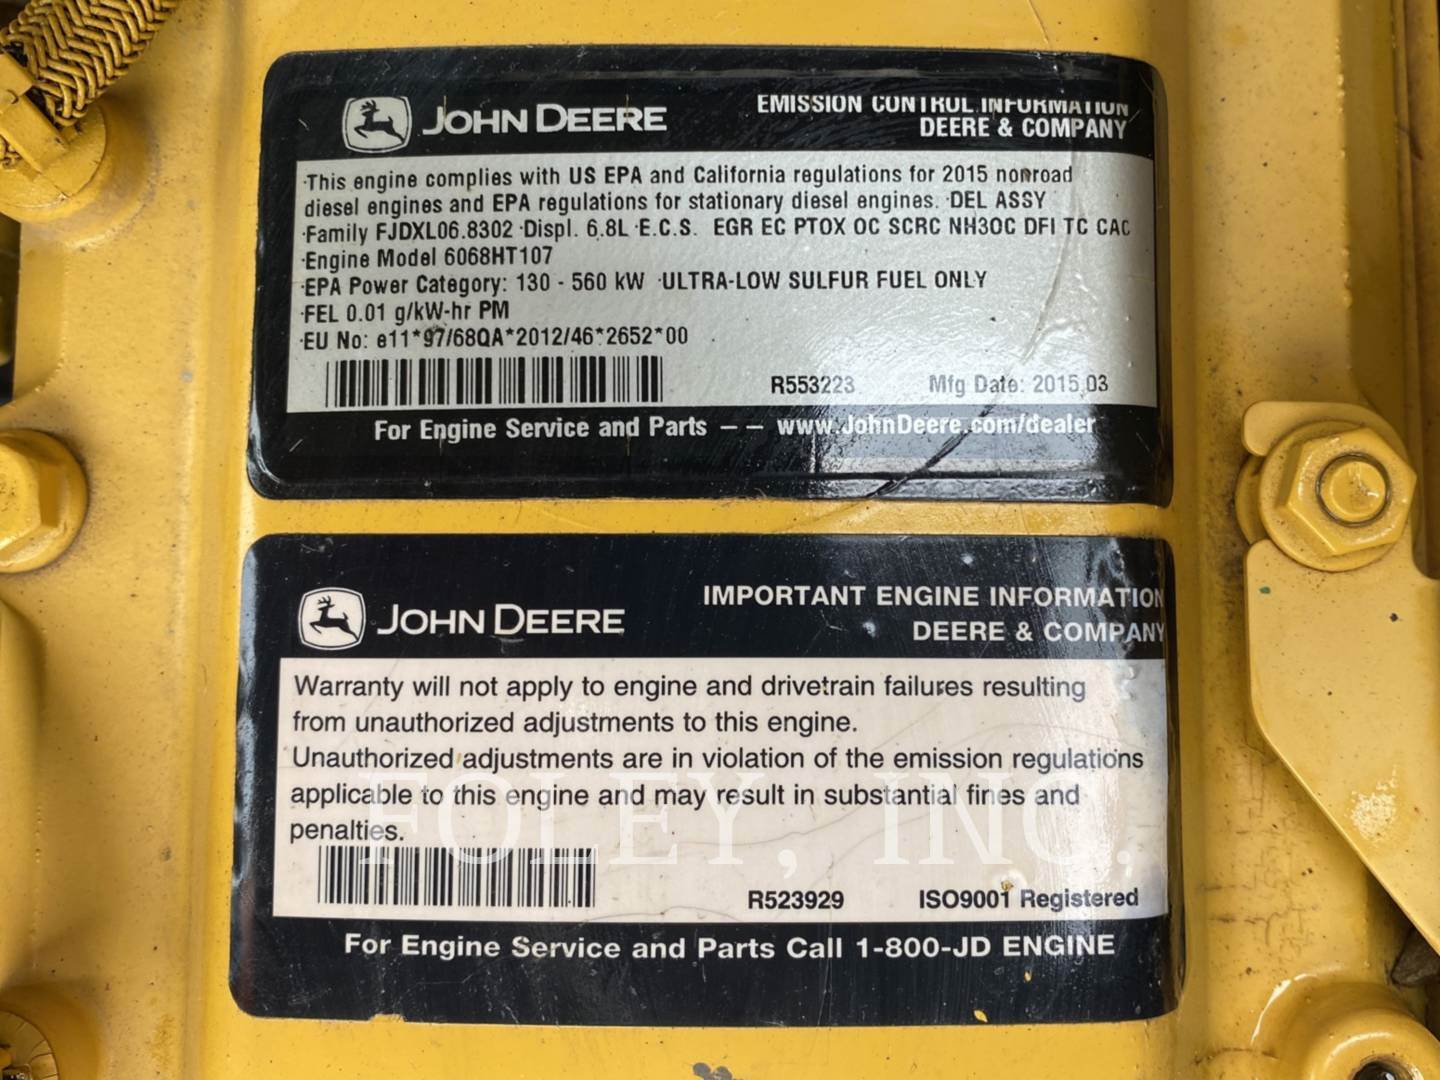 JOHN DEERE
EMISSION CONTROL INFORMATION
DEERE & COMPANY
·This engine complies with US EPA and California regulations for 2015 nonroad
diesel engines and EPA regulations for stationary diesel engines. ·DEL ASSY
·Family FJDXL06.8302 ·Displ. 6.8L ·E.C.S. EGR EC PTOX OC SCRC NH3OC DFI TC CAC
·Engine Model 6068HT107
·EPA Power Category: 130 - 560 kW ·ULTRA-LOW SULFUR FUEL ONLY
·FEL 0.01 g/kW-hr PM
·EU No: e11*97/68QA*2012/46*2652*00
R553223 Mfg Date: 2015.03
For Engine Service and Parts -- www.JohnDeere.com/dealer
JOHN DEERE
IMPORTANT ENGINE INFORMATION
DEERE & COMPANY
Warranty will not apply to engine and drivetrain failures resulting
from unauthorized adjustments to this engine.
Unauthorized adjustments are in violation of the emission regulations
applicable to this engine and may result in substantial fines and
penalties.
FOLEY, INC.
R523929 ISO9001 Registered
For Engine Service and Parts Call 1-800-JD ENGINE